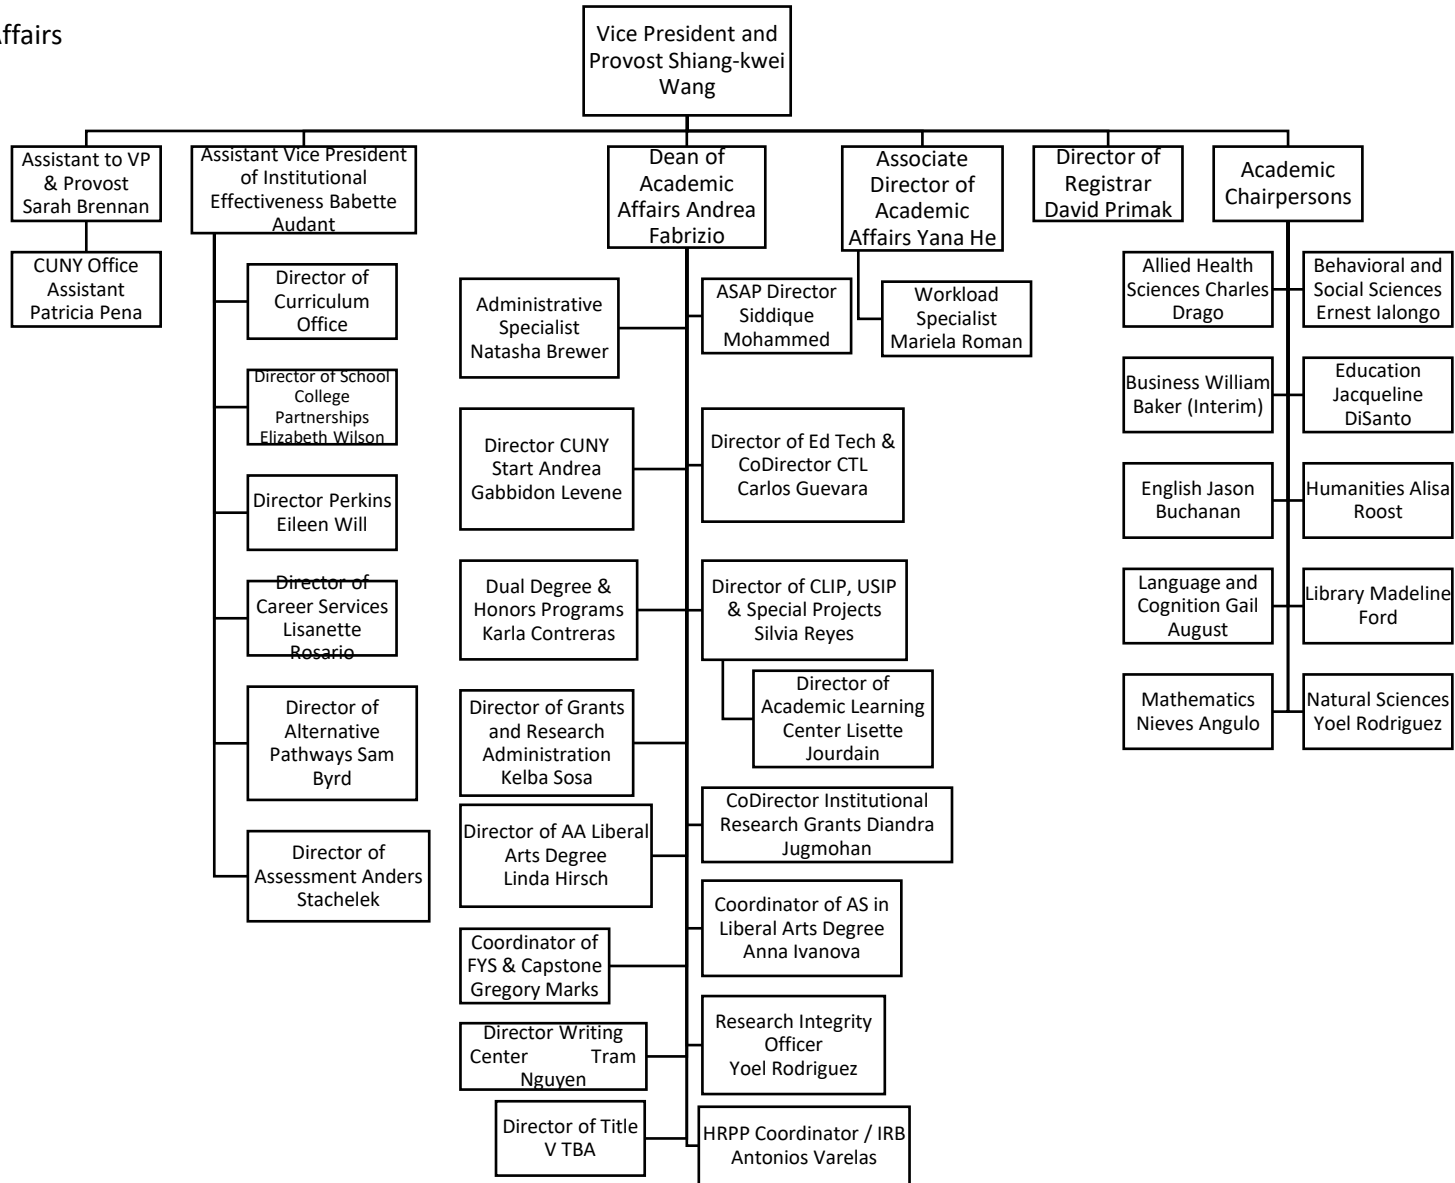 ffairs
Vice President and
Provost Shiang-kwei
Wang
Assistant to VP
& Provost
Sarah Brennan
CUNY Office
Assistant
Patricia Pena
Assistant Vice President
of Institutional
Effectiveness Babette
Audant
Director of
Curriculum
Office
Director of School
College
Partnerships
Elizabeth Wilson
Director Perkins
Eileen Will
Director of
Career Services
Lisanette
Rosario
Director of
Alternative
Pathways Sam
Byrd
Director of
Assessment Anders
Stachelek
Dean of
Academic
Affairs Andrea
Fabrizio
Administrative
Specialist
Natasha Brewer
ASAP Director
Siddique
Mohammed
Director CUNY
Start Andrea
Gabbidon Levene
Director of Ed Tech &
CoDirector CTL
Carlos Guevara
Dual Degree &
Honors Programs
Karla Contreras
Director of CLIP, USIP
& Special Projects
Silvia Reyes
Director of
Academic Learning
Center Lisette
Jourdain
Director of Grants
and Research
Administration
Kelba Sosa
CoDirector Institutional
Research Grants Diandra
Jugmohan
Director of AA Liberal
Arts Degree
Linda Hirsch
Coordinator of AS in
Liberal Arts Degree
Anna Ivanova
Coordinator of
FYS & Capstone
Gregory Marks
Research Integrity
Officer
Yoel Rodriguez
Director Writing
Center Tram
Nguyen
Director of Title
V TBA
HRPP Coordinator / IRB
Antonios Varelas
Associate
Director of
Academic
Affairs Yana He
Workload
Specialist
Mariela Roman
Director of
Registrar
David Primak
Academic
Chairpersons
Allied Health
Sciences Charles
Drago
Behavioral and
Social Sciences
Ernest Ialongo
Business William
Baker (Interim)
Education
Jacqueline
DiSanto
English Jason
Buchanan
Humanities Alisa
Roost
Language and
Cognition Gail
August
Library Madeline
Ford
Mathematics
Nieves Angulo
Natural Sciences
Yoel Rodriguez